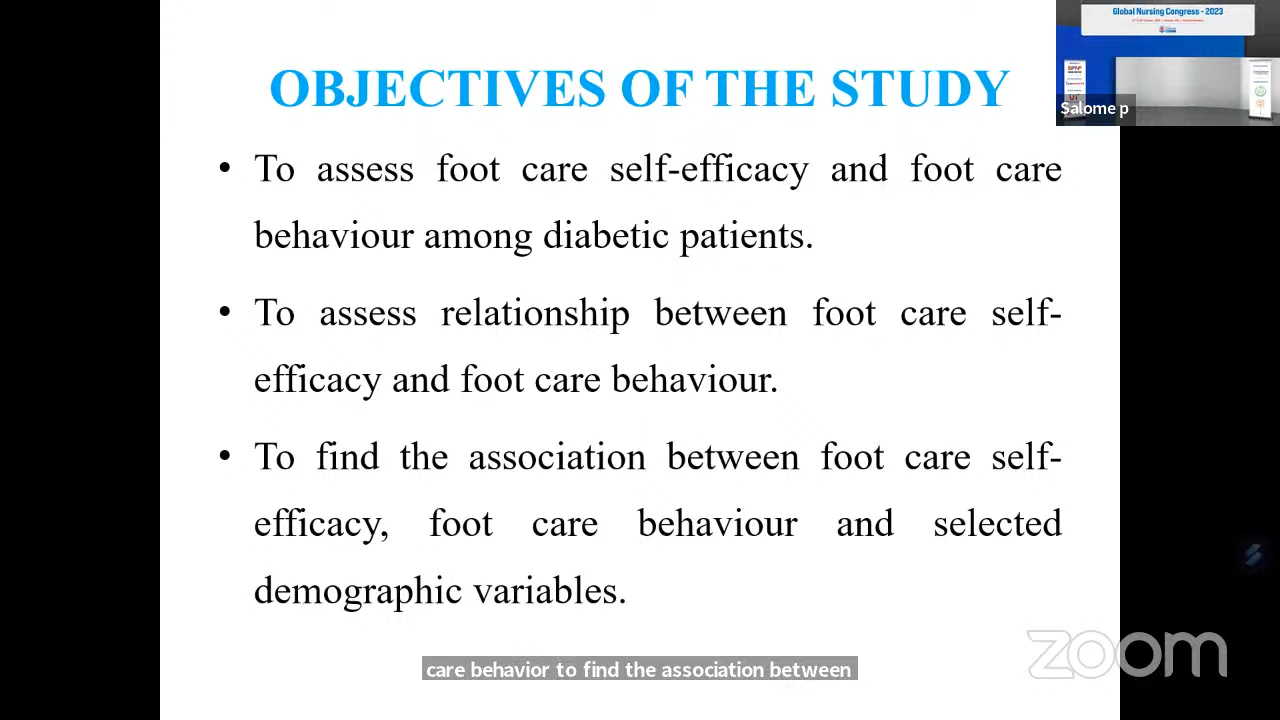 Global Nursing Congress - 2023
Salome p
OBJECTIVES OF THE STUDY
• To assess foot care self-efficacy and foot care
behaviour among diabetic patients.
• To assess relationship between foot care self-
efficacy and foot care behaviour.
• To find the association between foot care self-
efficacy, foot care behaviour and selected
demographic variables.
care behavior to find the association between
zoom